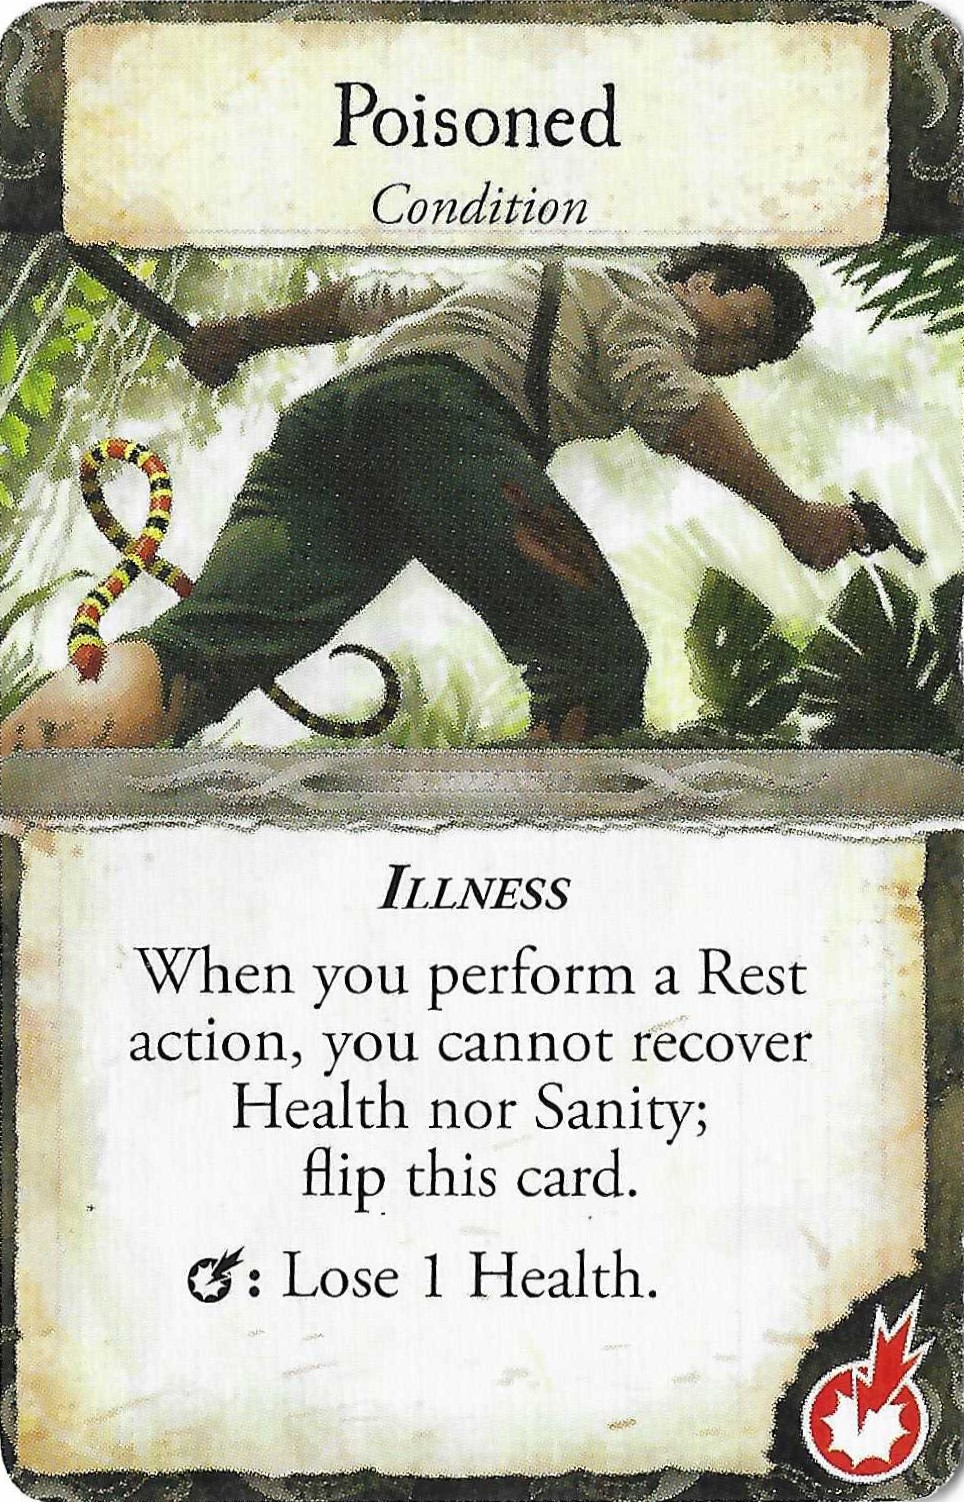 Poisoned
Condition
ILLNESS
When you perform a Rest
action, you cannot recover
Health nor Sanity;
flip this card.
: Lose 1 Health.